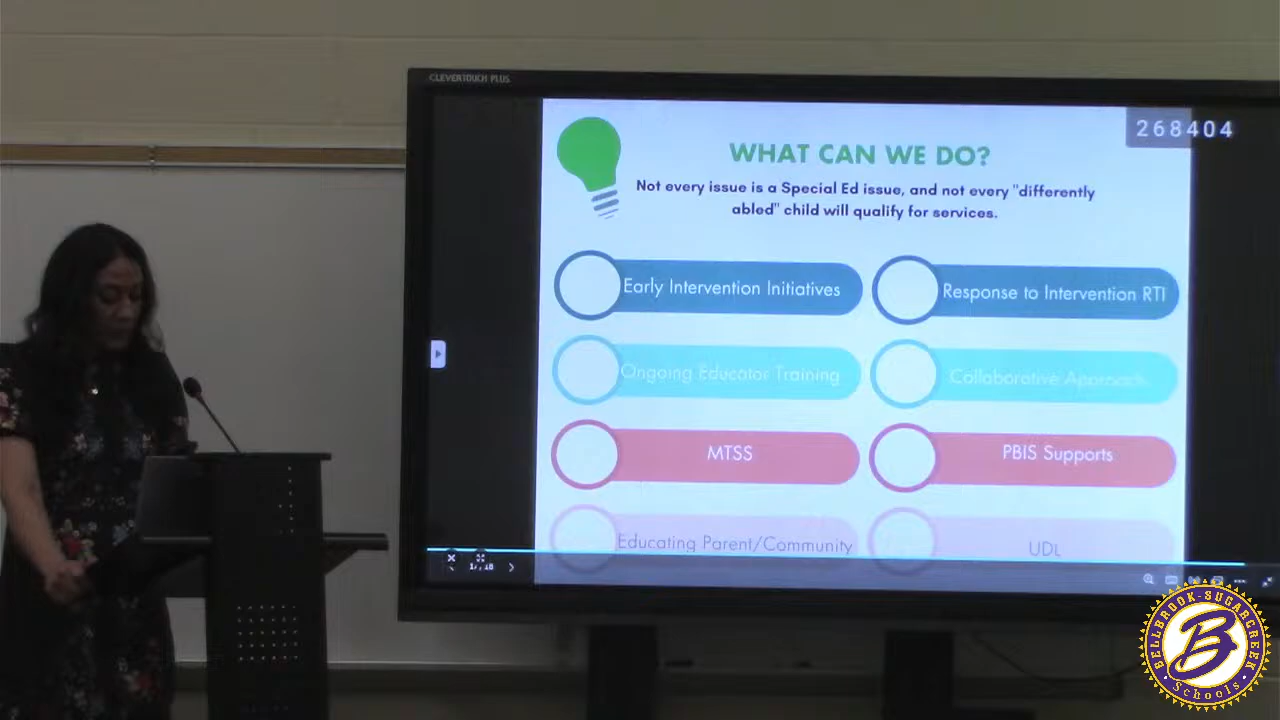 CLEVERTOUCH PLUS
268404
WHAT CAN WE DO?
Not every issue is a Special Ed issue, and not every "differently
abled" child will qualify for services.
Early Intervention Initiatives
Response to Intervention RTI
Ongoing Educator Training
Collaborative Approach
MTSS
PBIS Supports
Educating Parent/Community
UDL
BELLBROOK-SUGARCREEK
B
Schools